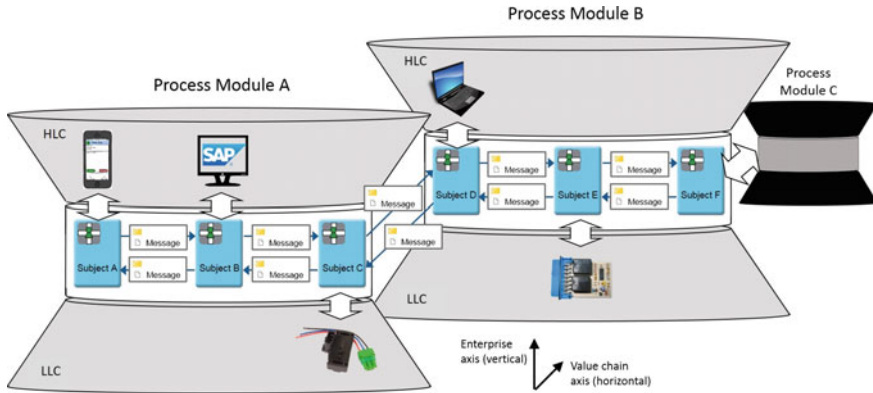 Process Module B
HLC
Process
Module C
Process Module A
HLC
SAP
Message
Message
Subject D
Message
Message
Subject E
Message
Message
Subject F
Message
Message
Subject A
Message
Message
Subject B
Message
Message
Subject C
LLC
LLC
Enterprise
axis (vertical)
Value chain
axis (horizontal)